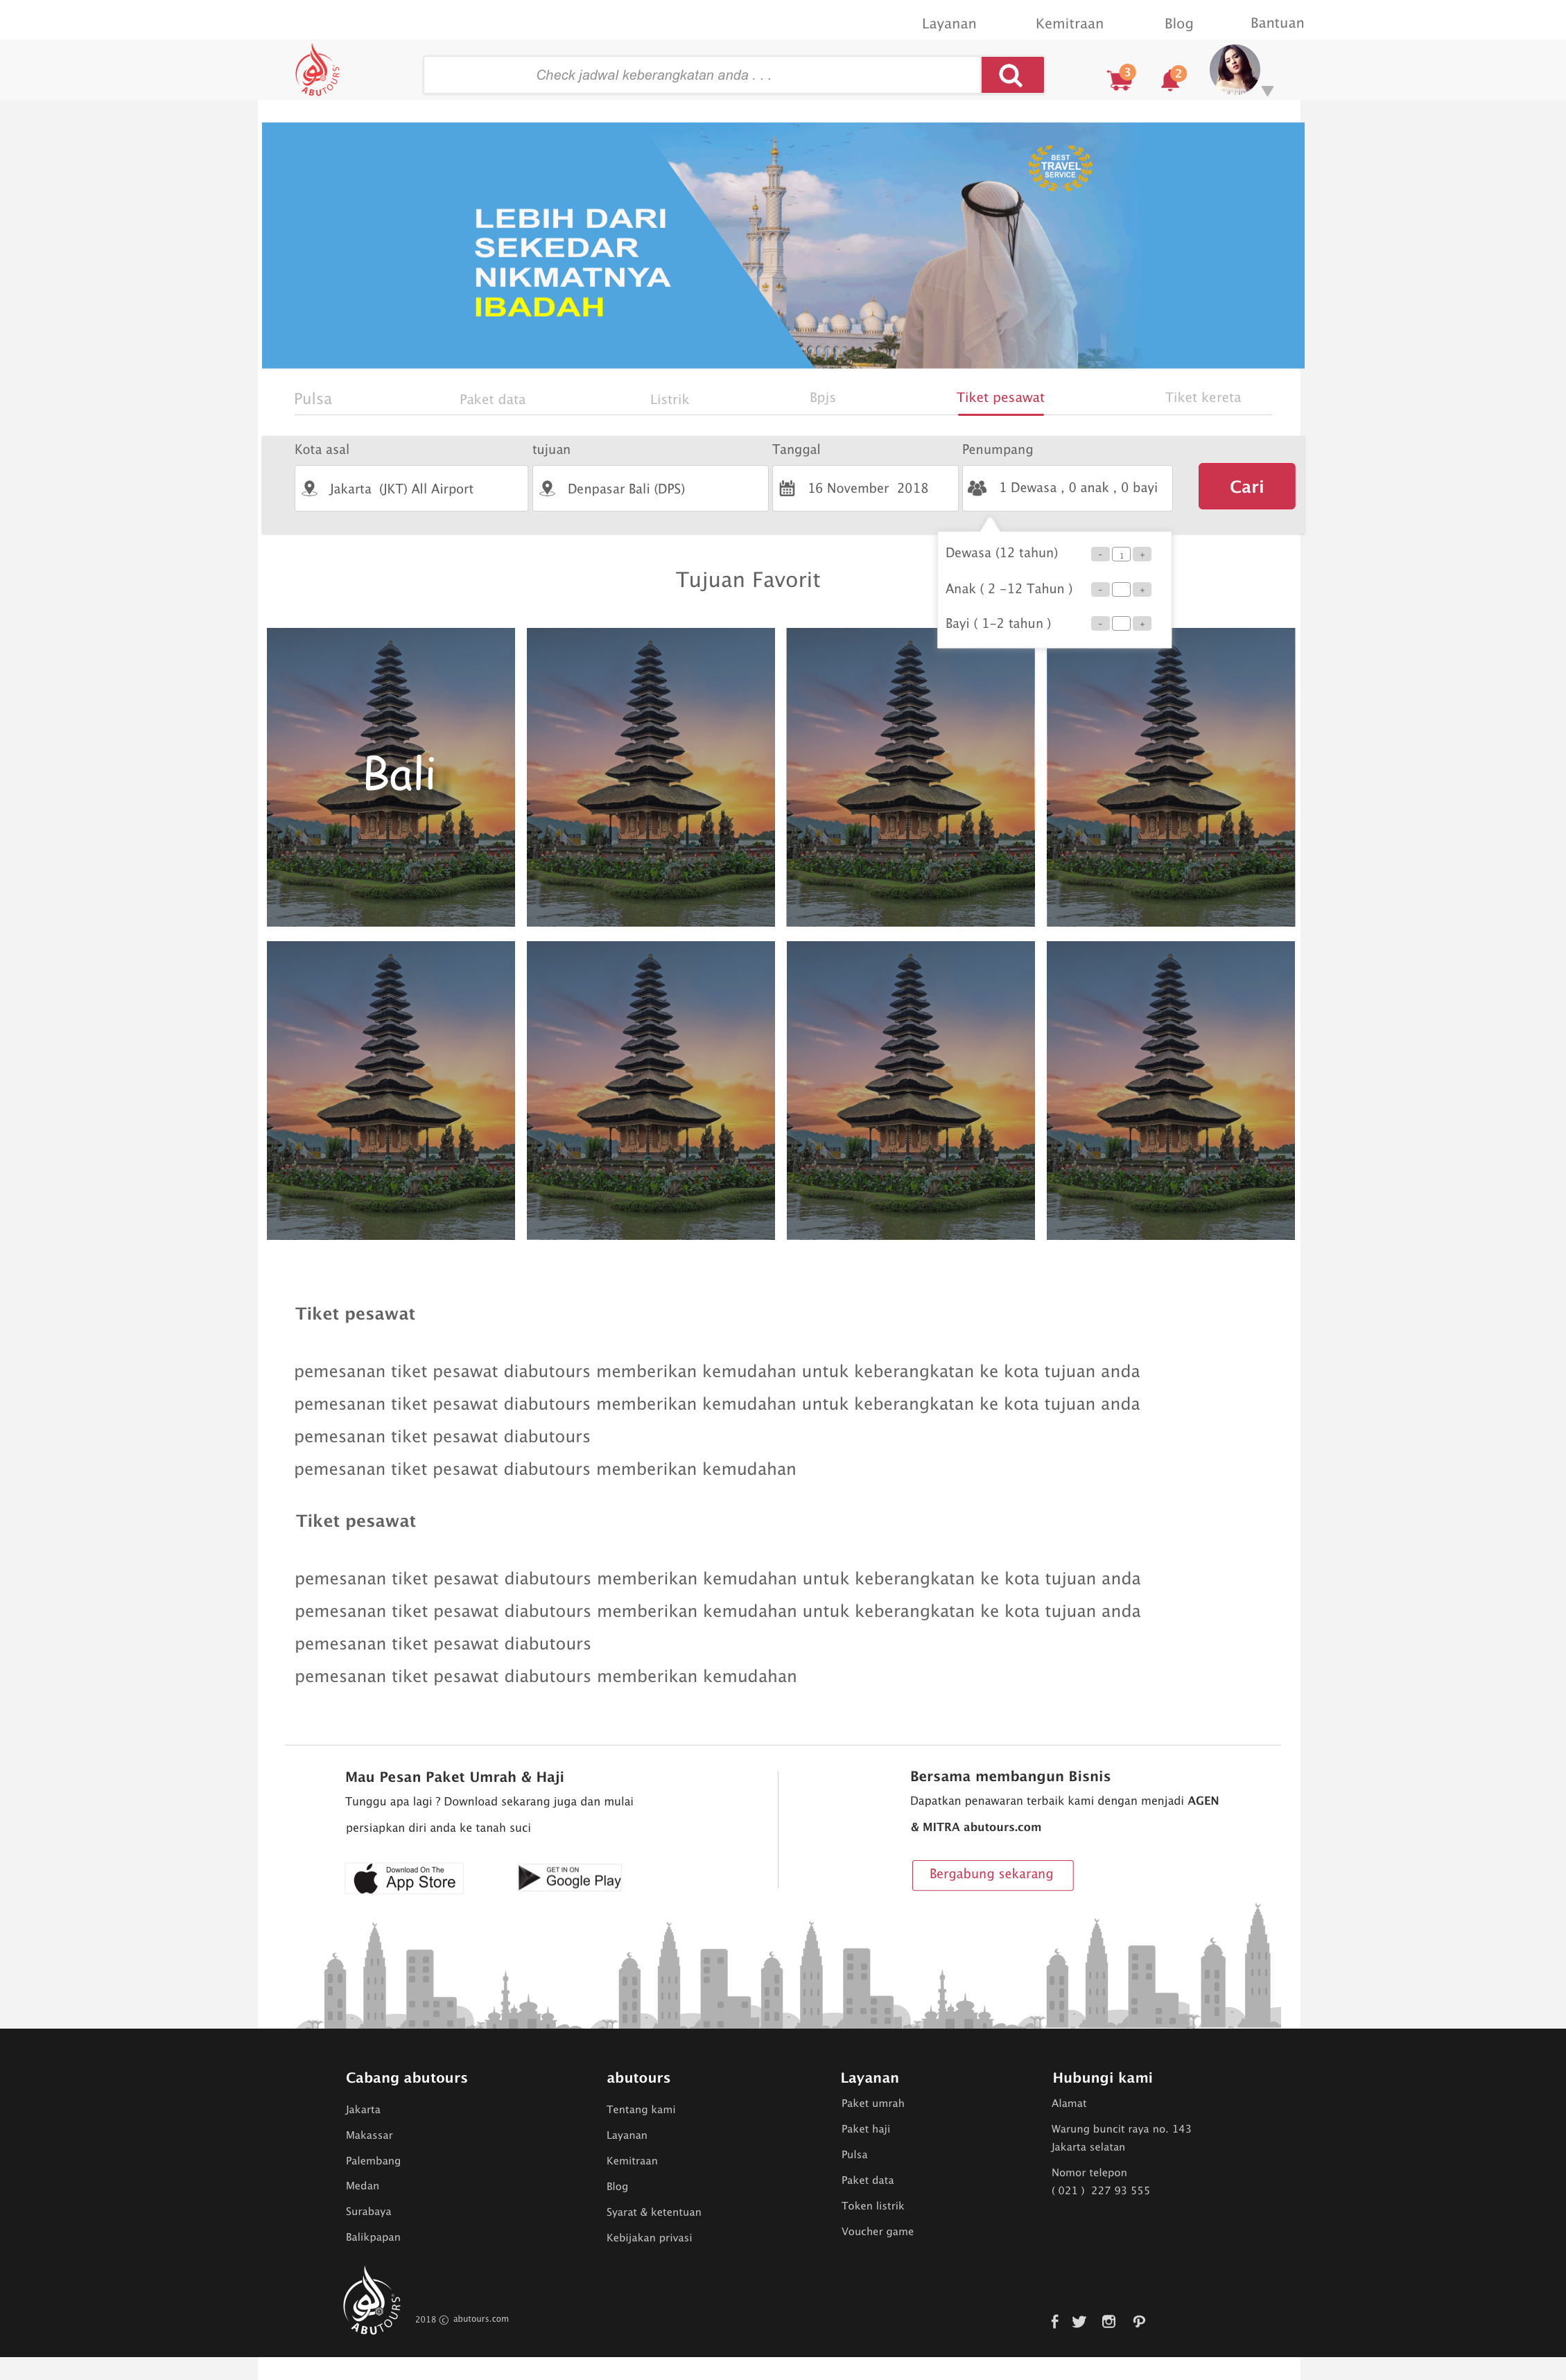 Layanan Kemitraan Blog Bantuan
ABUTOURS
Check jadwal keberangkatan anda . . .
3
2
BEST
TRAVEL
SERVICE
LEBIH DARI
SEKEDAR
NIKMATNYA
IBADAH
Pulsa Paket data Listrik Bpjs Tiket pesawat Tiket kereta
Kota asal tujuan Tanggal Penumpang
Jakarta (JKT) All Airport Denpasar Bali (DPS) 16 November 2018 1 Dewasa , 0 anak , 0 bayi Cari
Dewasa (12 tahun) - 1 +
Anak ( 2 -12 Tahun ) - +
Bayi ( 1-2 tahun ) - +
Tujuan Favorit
Bali
Tiket pesawat
pemesanan tiket pesawat diabutours memberikan kemudahan untuk keberangkatan ke kota tujuan anda
pemesanan tiket pesawat diabutours memberikan kemudahan untuk keberangkatan ke kota tujuan anda
pemesanan tiket pesawat diabutours
pemesanan tiket pesawat diabutours memberikan kemudahan
Tiket pesawat
pemesanan tiket pesawat diabutours memberikan kemudahan untuk keberangkatan ke kota tujuan anda
pemesanan tiket pesawat diabutours memberikan kemudahan untuk keberangkatan ke kota tujuan anda
pemesanan tiket pesawat diabutours
pemesanan tiket pesawat diabutours memberikan kemudahan
Mau Pesan Paket Umrah & Haji
Tunggu apa lagi ? Download sekarang juga dan mulai
persiapkan diri anda ke tanah suci
Download On The
App Store
GET IN ON
Google Play
Bersama membangun Bisnis
Dapatkan penawaran terbaik kami dengan menjadi AGEN
& MITRA abutours.com
Bergabung sekarang
Cabang abutours
Jakarta
Makassar
Palembang
Medan
Surabaya
Balikpapan
abutours
Tentang kami
Layanan
Kemitraan
Blog
Syarat & ketentuan
Kebijakan privasi
Layanan
Paket umrah
Paket haji
Pulsa
Paket data
Token listrik
Voucher game
Hubungi kami
Alamat
Warung buncit raya no. 143
Jakarta selatan
Nomor telepon
( 021 ) 227 93 555
ABUTOURS
2018 © abutours.com